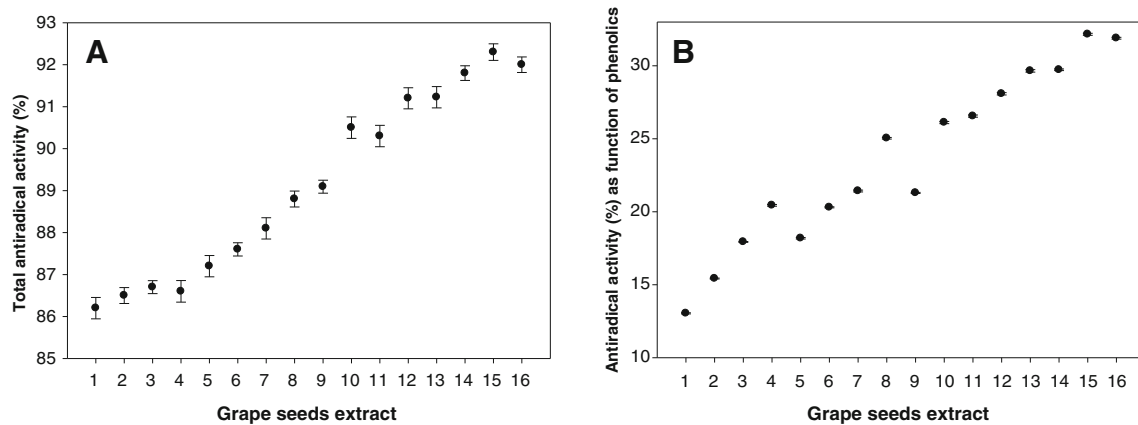 A
Total antiradical activity (%)
93
92
91
90
89
88
87
86
85
1 2 3 4 5 6 7 8 9 10 11 12 13 14 15 16
Grape seeds extract
B
Antiradical activity (%) as function of phenolics
30
25
20
15
10
1 2 3 4 5 6 7 8 9 10 11 12 13 14 15 16
Grape seeds extract